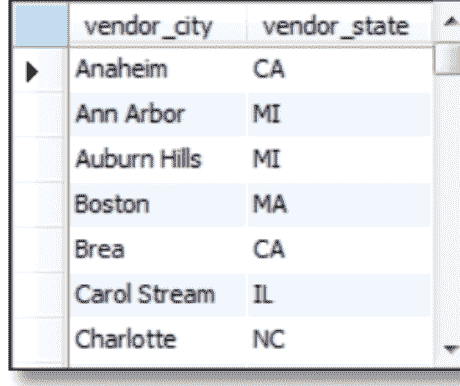 vendor_city vendor_state
Anaheim CA
Ann Arbor MI
Auburn Hills MI
Boston MA
Brea CA
Carol Stream IL
Charlotte NC